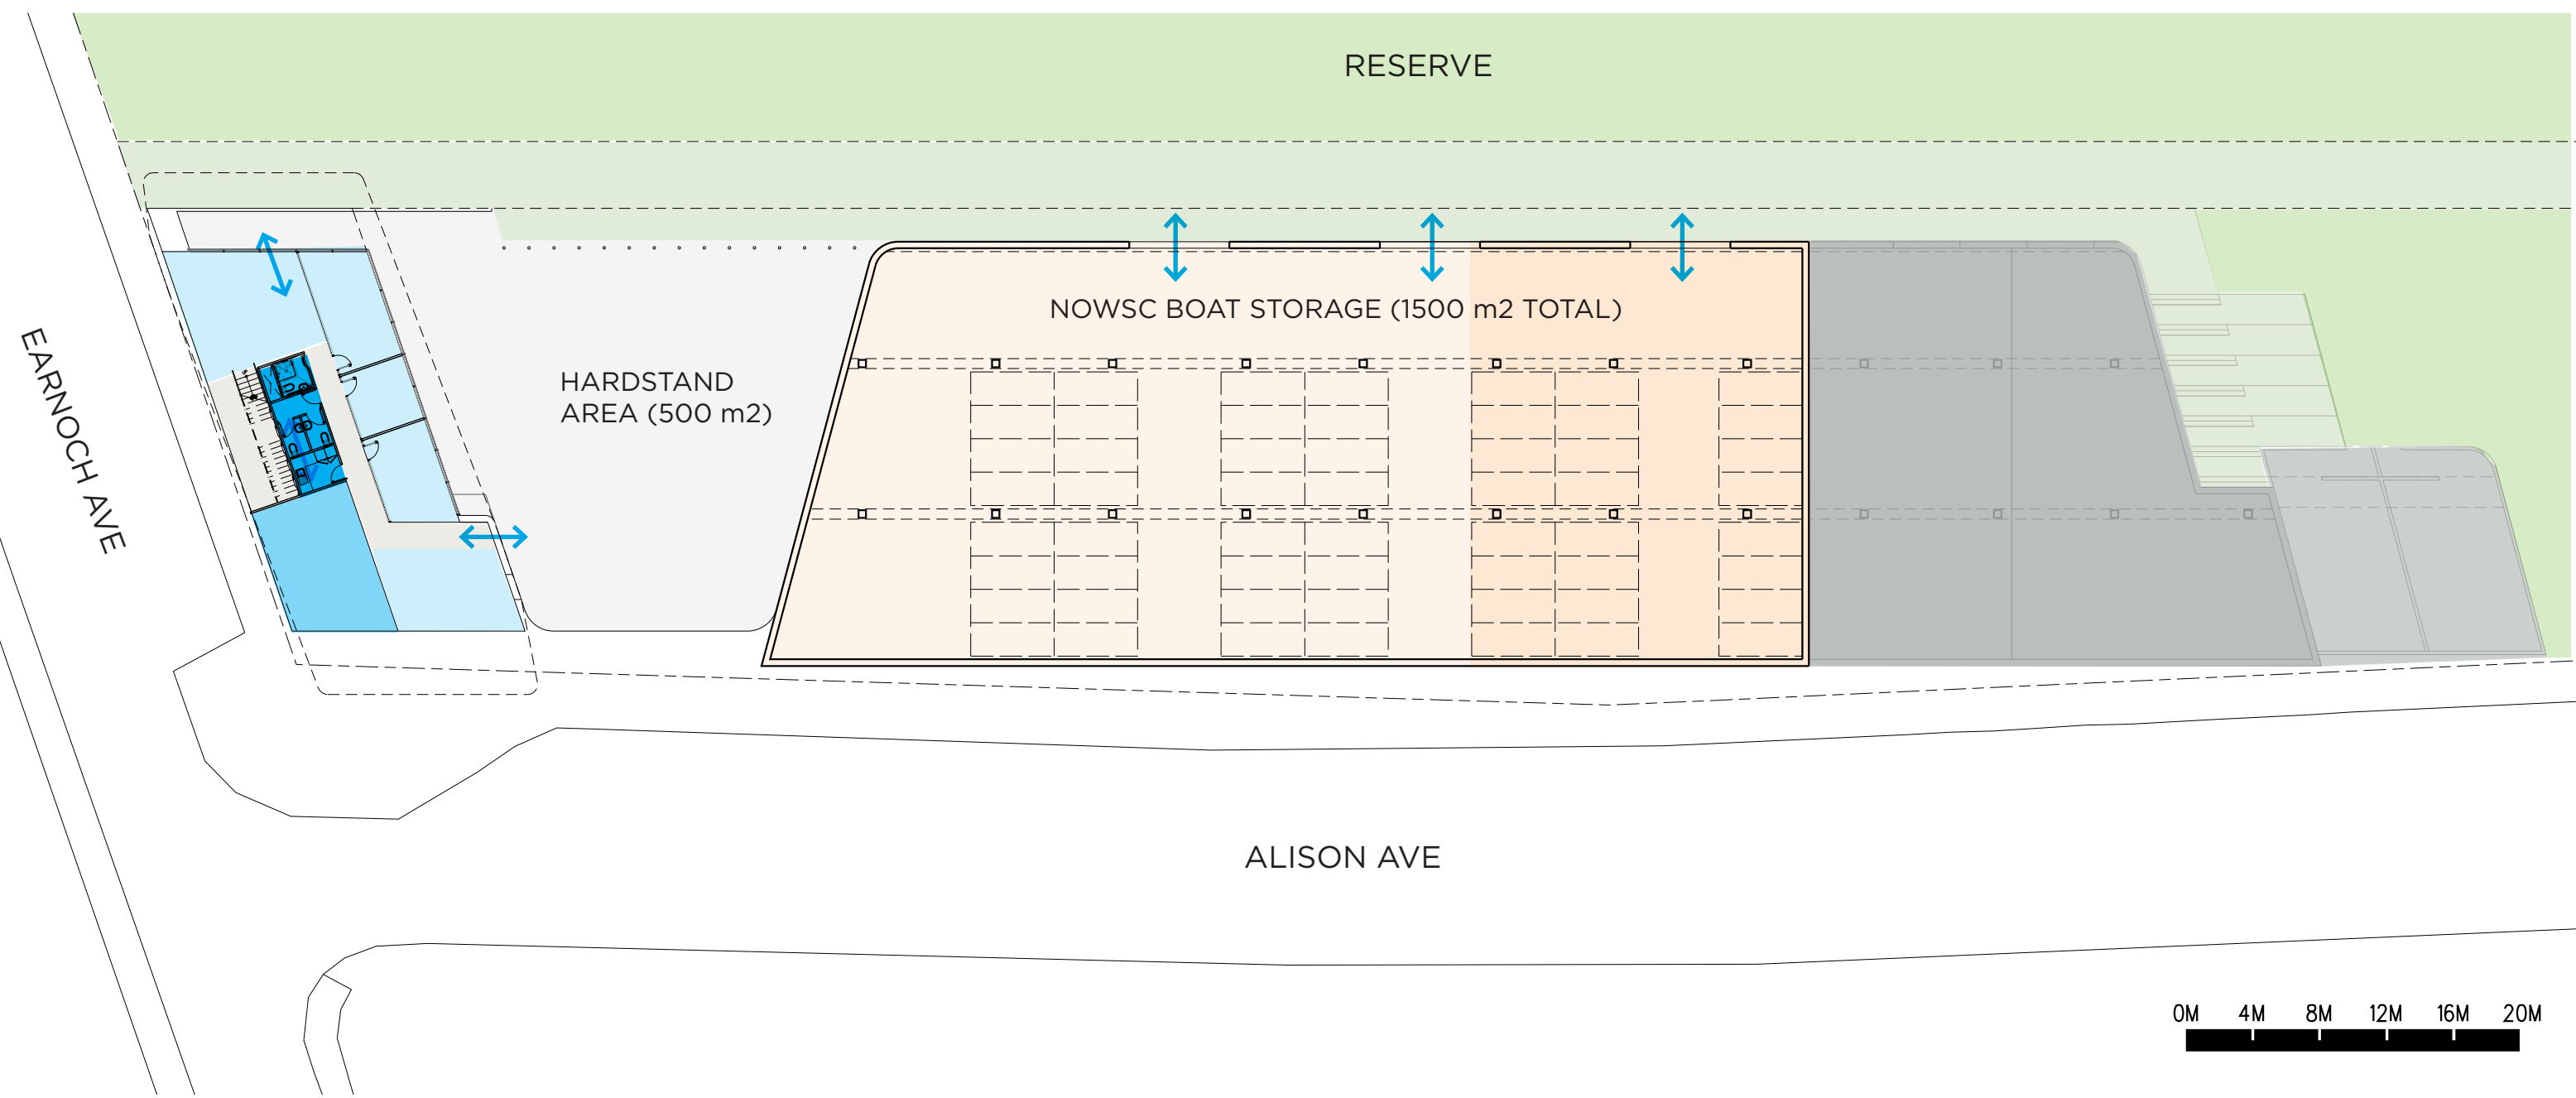 RESERVE
NOWSC BOAT STORAGE (1500 m2 TOTAL)
HARDSTAND
AREA (500 m2)
EARNOCH AVE
ALISON AVE
0M 4M 8M 12M 16M 20M